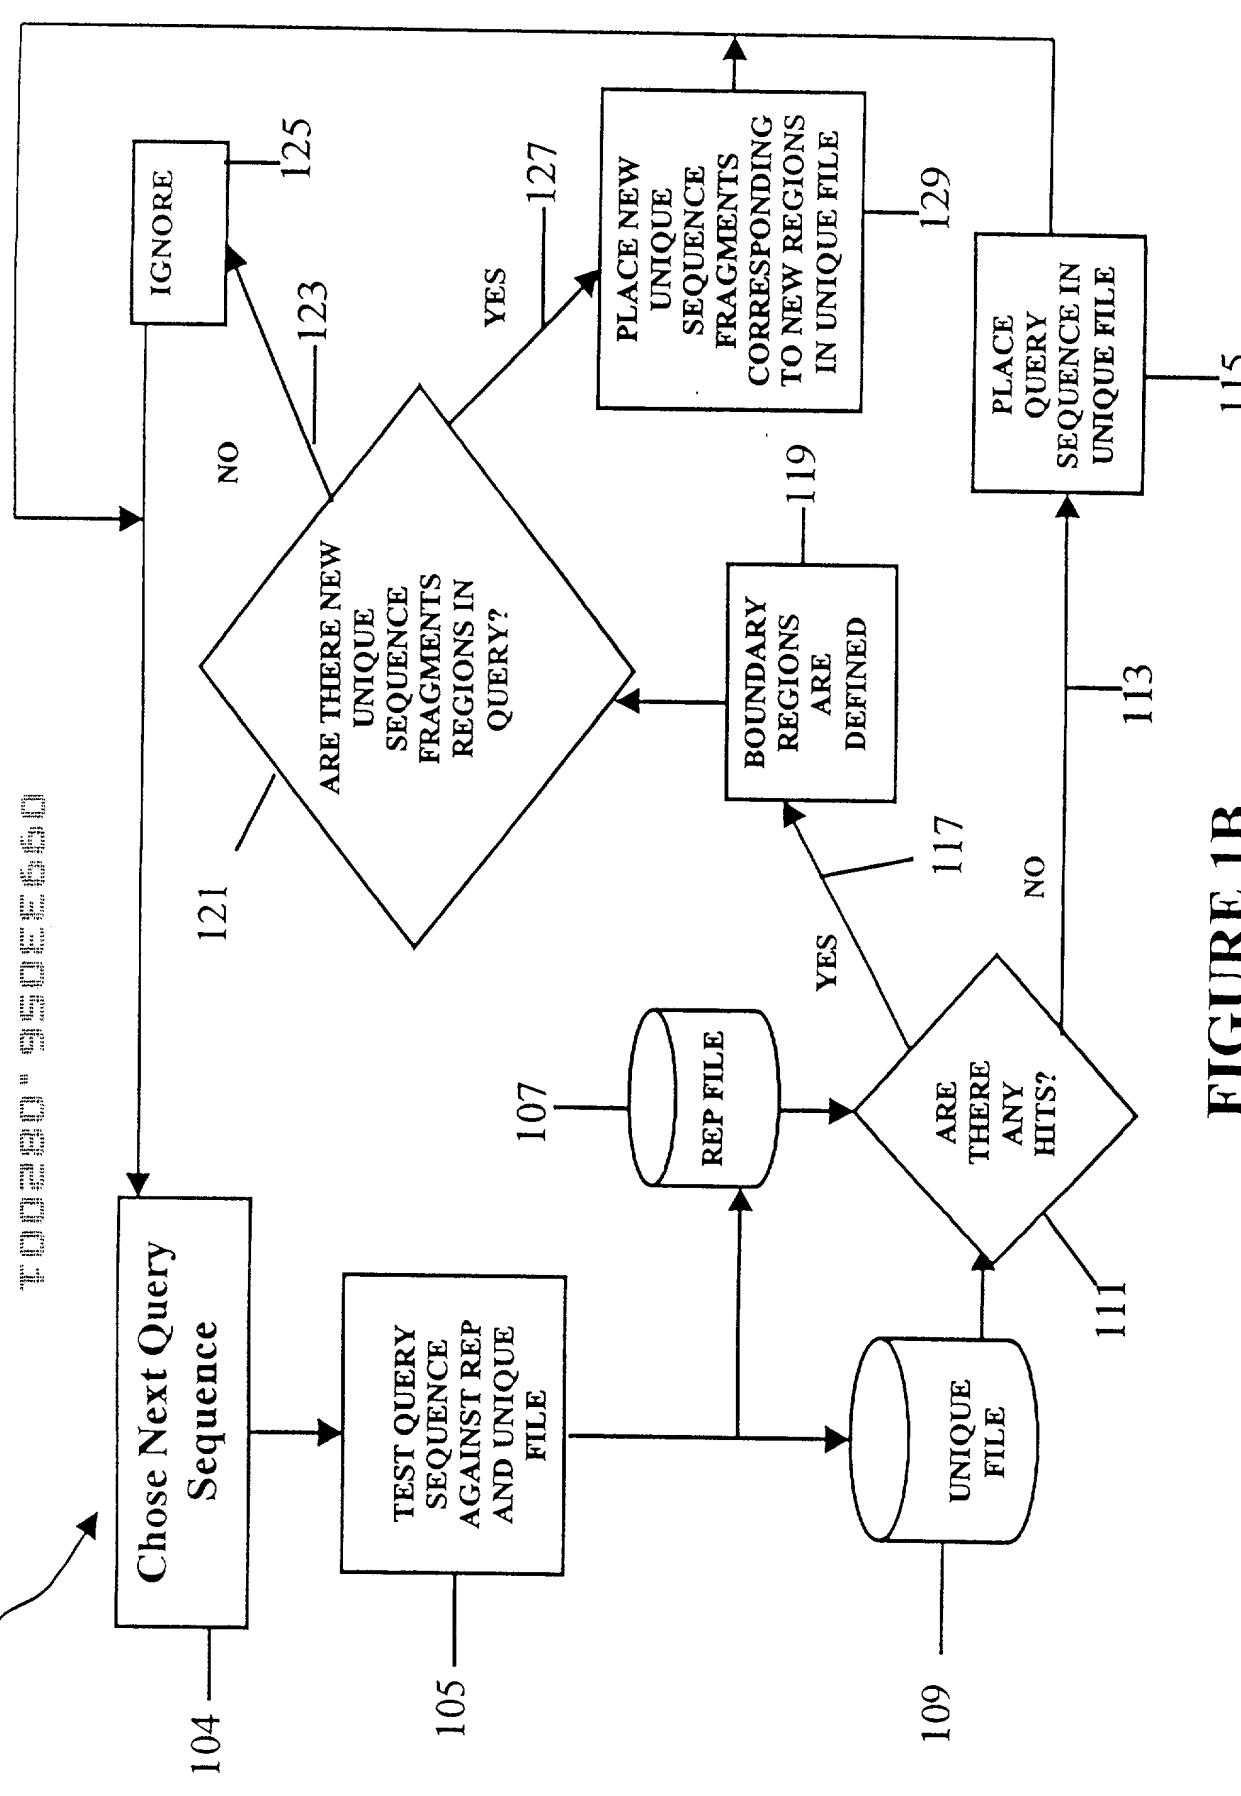 104
Chose Next Query
Sequence
105
TEST QUERY
SEQUENCE
AGAINST REP
AND UNIQUE
FILE
107
REP FILE
109
UNIQUE
FILE
111
ARE
THERE
ANY
HITS?
YES
117
NO
113
BOUNDARY
REGIONS
ARE
DEFINED
119
121
ARE THERE NEW
UNIQUE
SEQUENCE
FRAGMENTS
REGIONS IN
QUERY?
NO
123
IGNORE
125
YES
127
PLACE NEW
UNIQUE
SEQUENCE
FRAGMENTS
CORRESPONDING
TO NEW REGIONS
IN UNIQUE FILE
129
PLACE
QUERY
SEQUENCE IN
UNIQUE FILE
115
FIGURE 1B